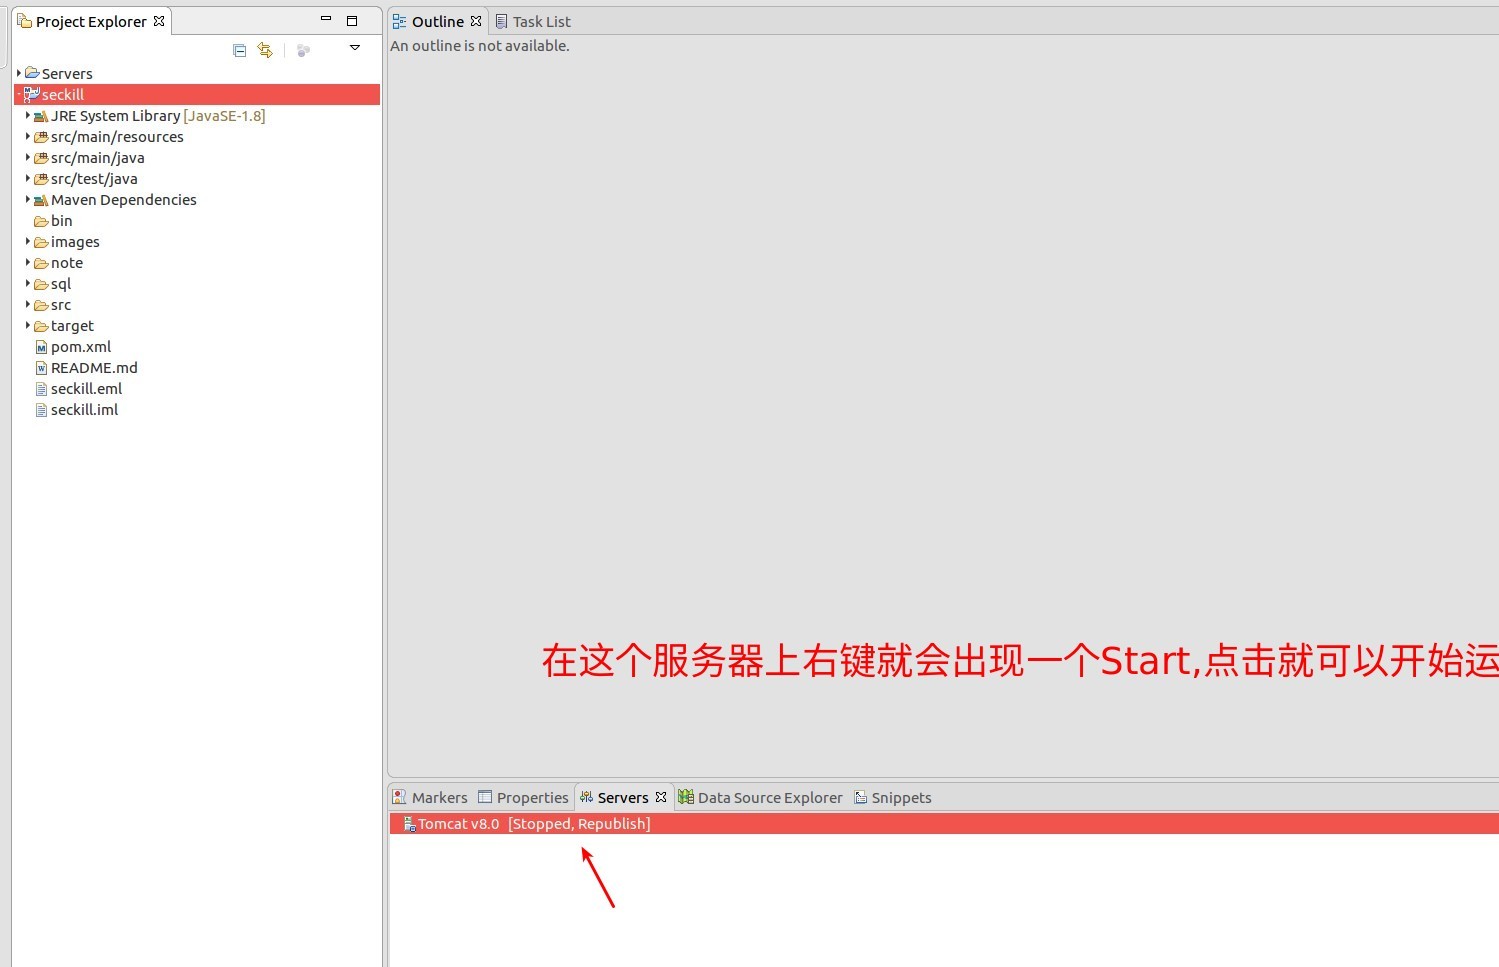 Project Explorer
Servers
seckill
JRE System Library [JavaSE-1.8]
src/main/resources
src/main/java
src/test/java
Maven Dependencies
bin
images
note
sql
src
target
pom.xml
README.md
seckill.eml
seckill.iml
Outline
Task List
An outline is not available.
在这个服务器上右键就会出现一个Start,点击就可以开始运
Markers
Properties
Servers
Data Source Explorer
Snippets
Tomcat v8.0 [Stopped, Republish]